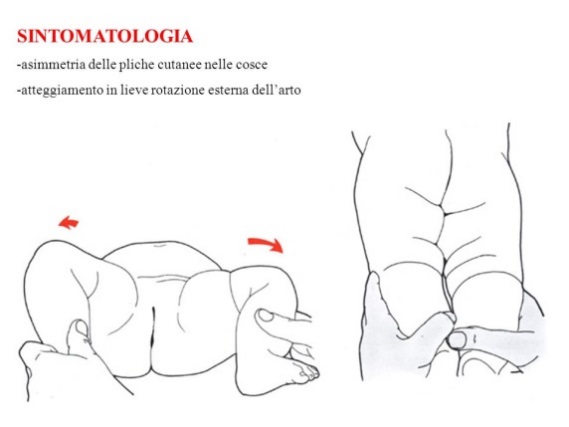 SINTOMATOLOGIA
-asimmetria delle pliche cutanee nelle cosce
-atteggiamento in lieve rotazione esterna dell'arto